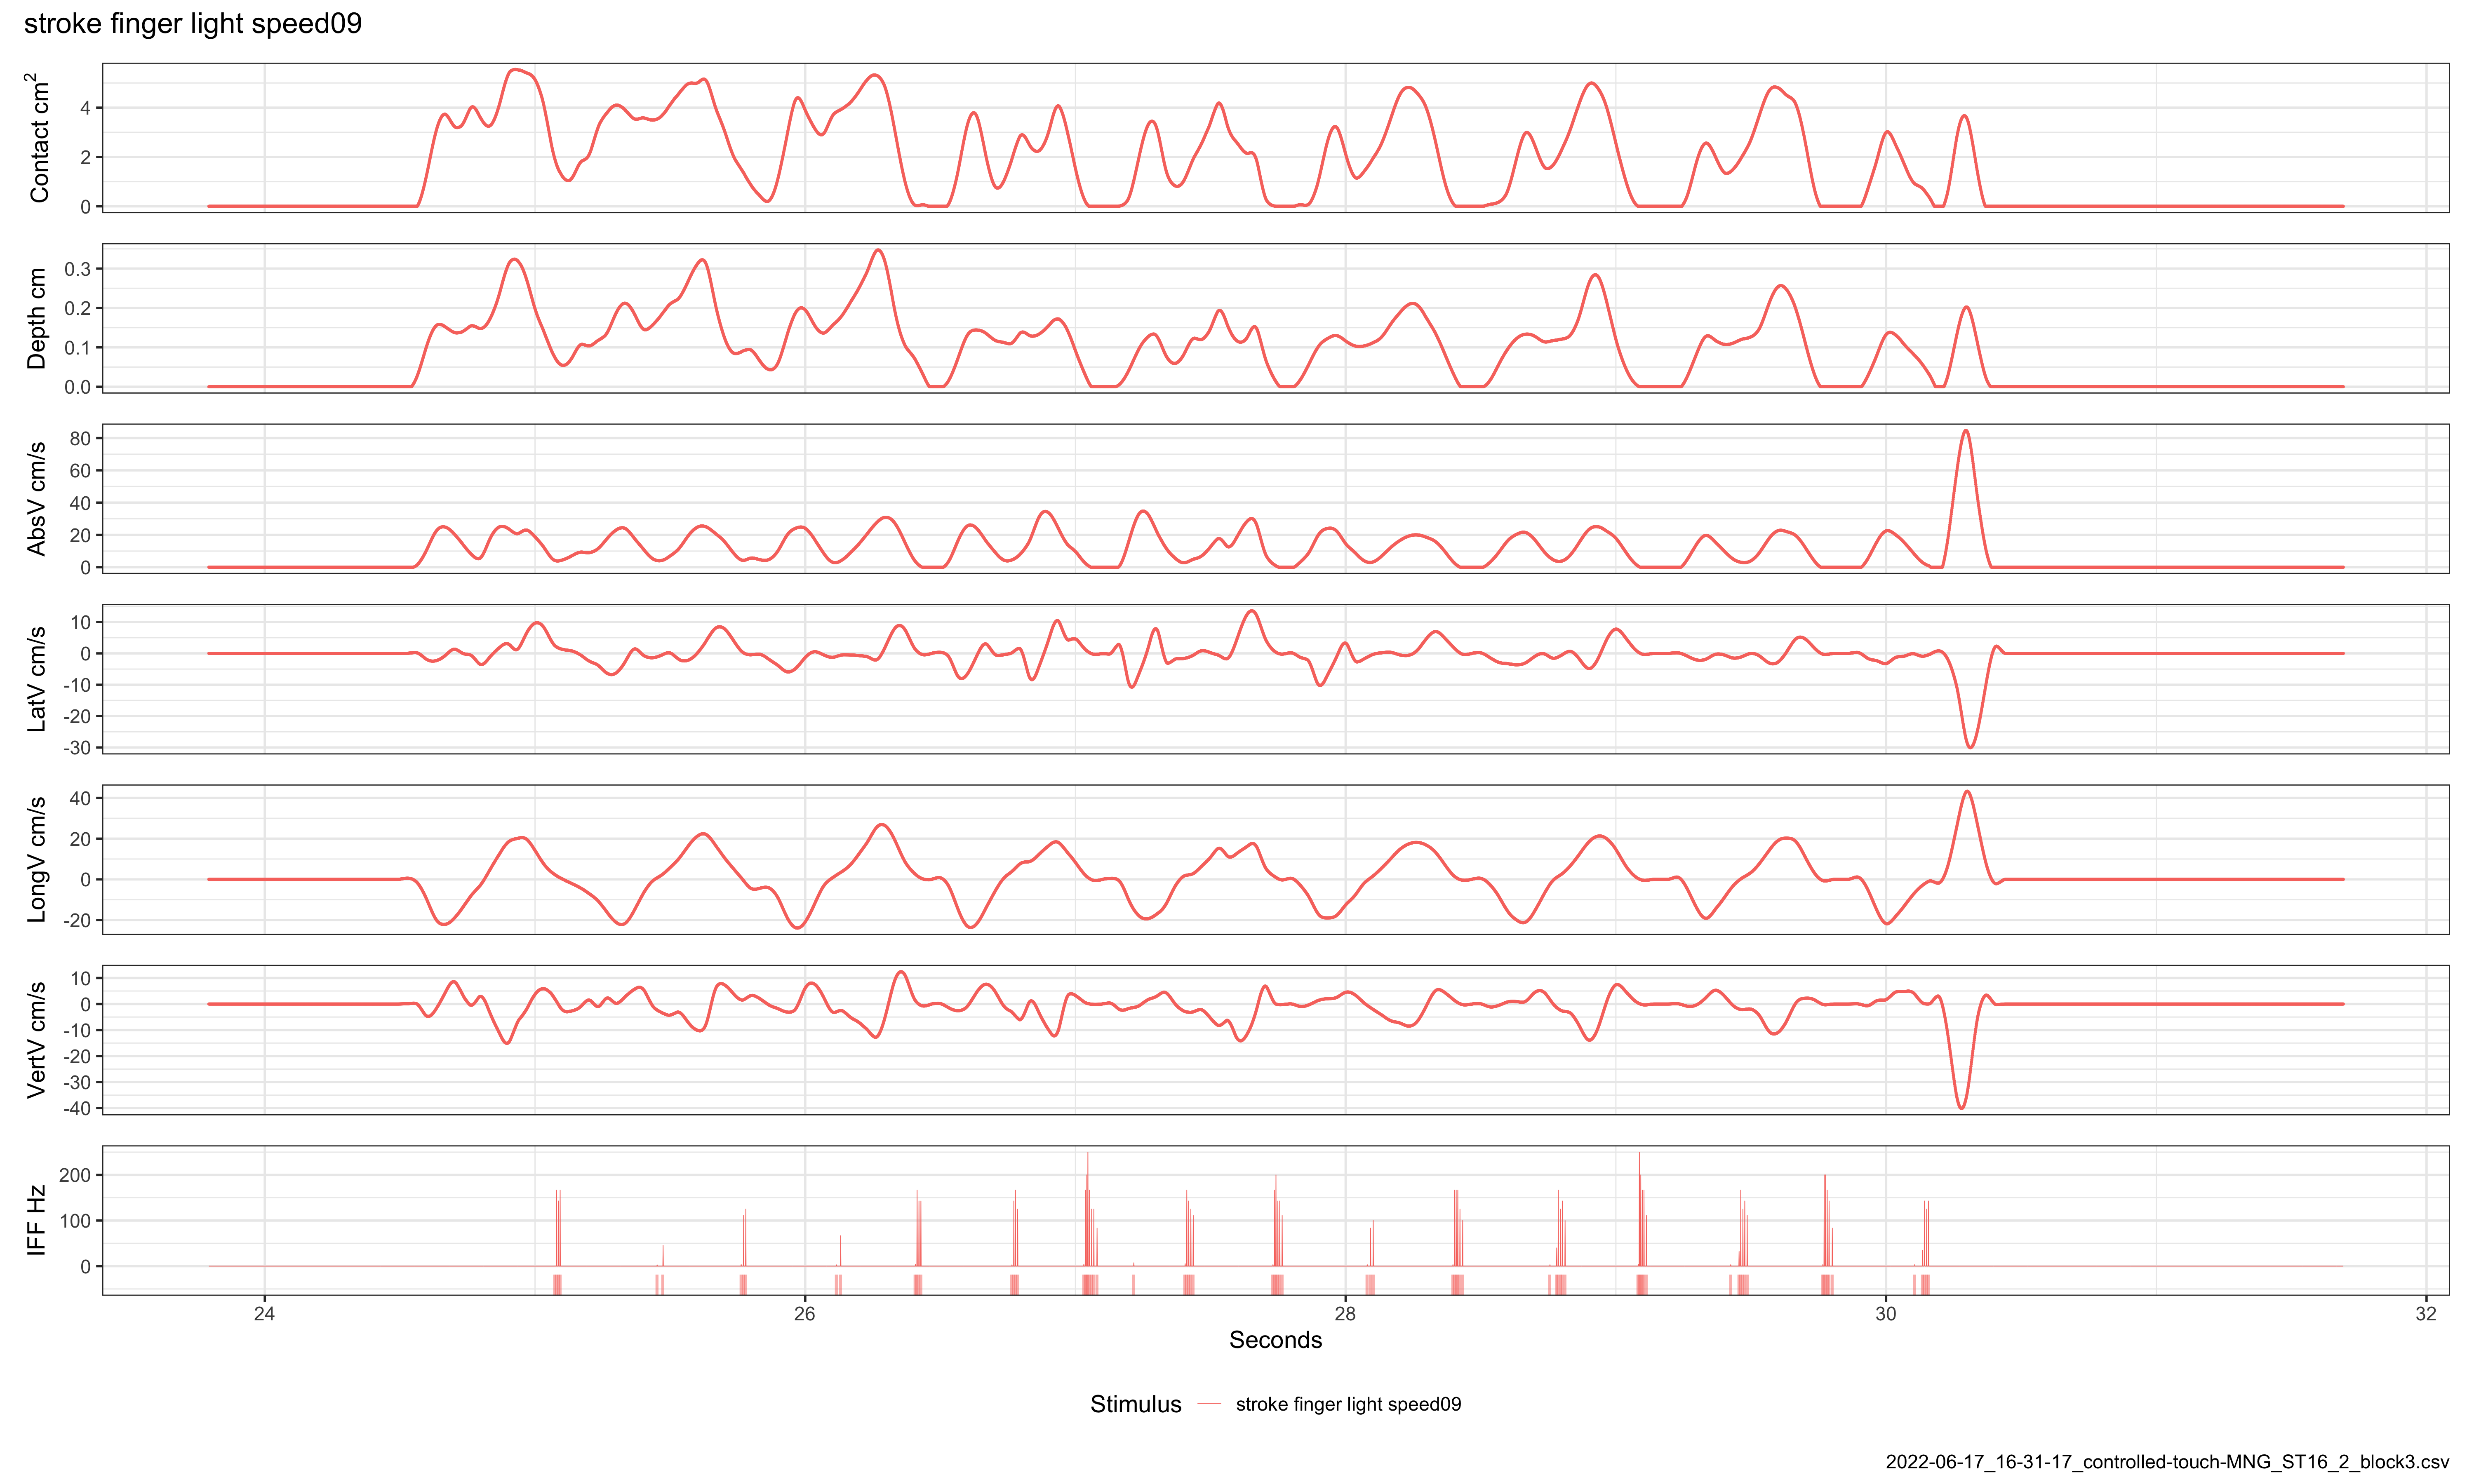 stroke finger light speed09
Contact cm²
4
2
0
Depth cm
0.3
0.2
0.1
0.0
AbsV cm/s
80
60
40
20
0
LatV cm/s
10
0
-10
-20
-30
LongV cm/s
40
20
0
-20
VertV cm/s
10
0
-10
-20
-30
-40
IFF Hz
200
100
0
24 26 28 30 32
Seconds
Stimulus stroke finger light speed09
2022-06-17_16-31-17_controlled-touch-MNG_ST16_2_block3.csv